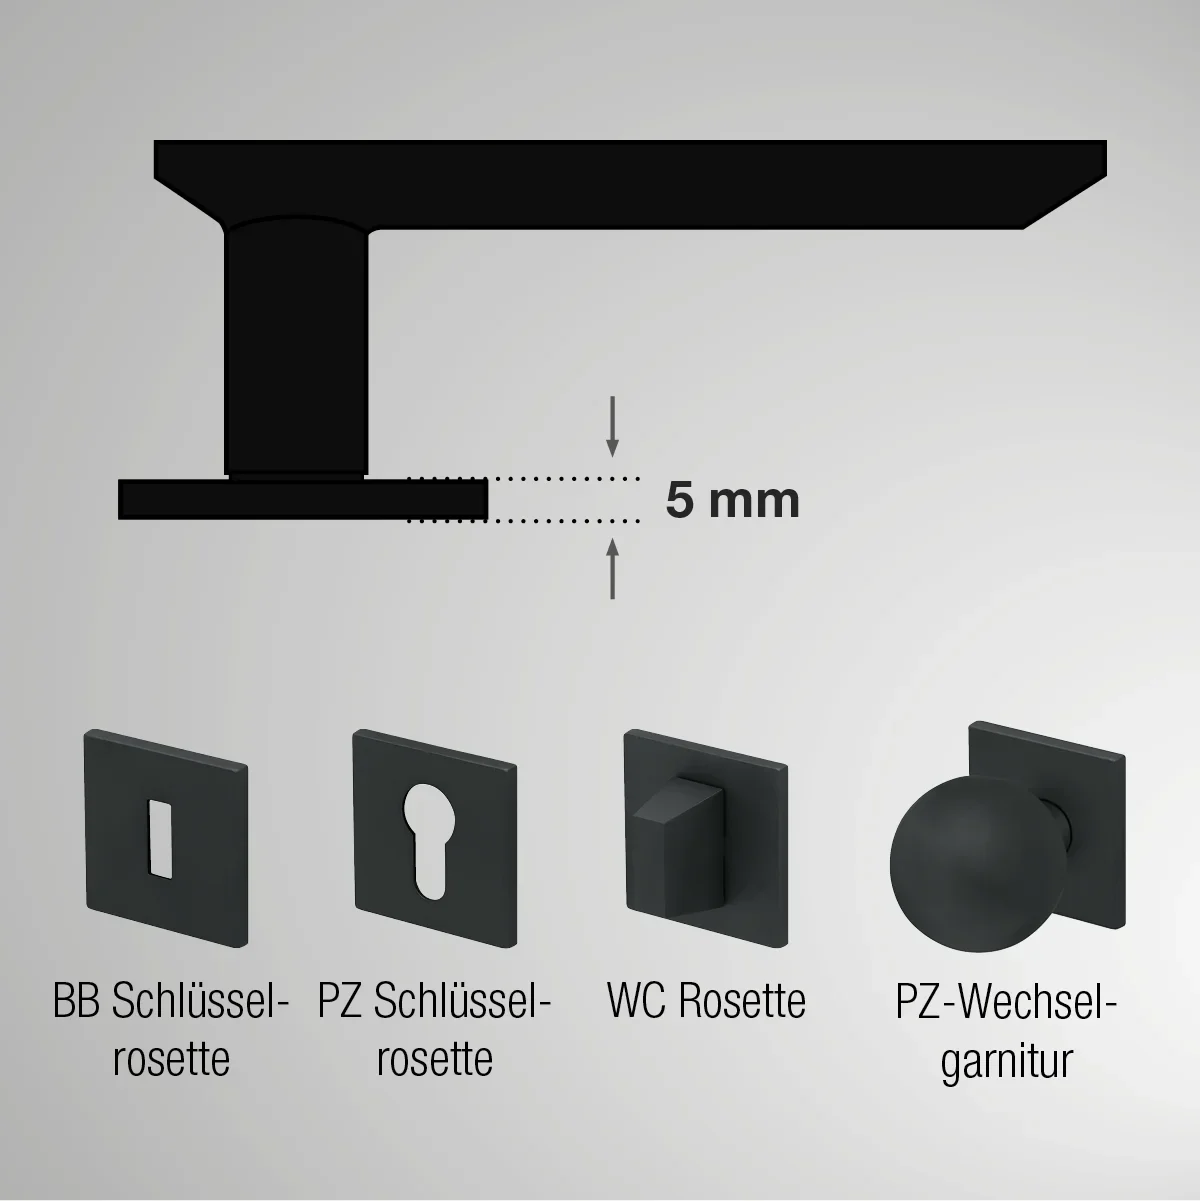 5 mm
BB Schlüssel-
rosette
PZ Schlüssel-
rosette
WC Rosette
PZ-Wechsel-
garnitur